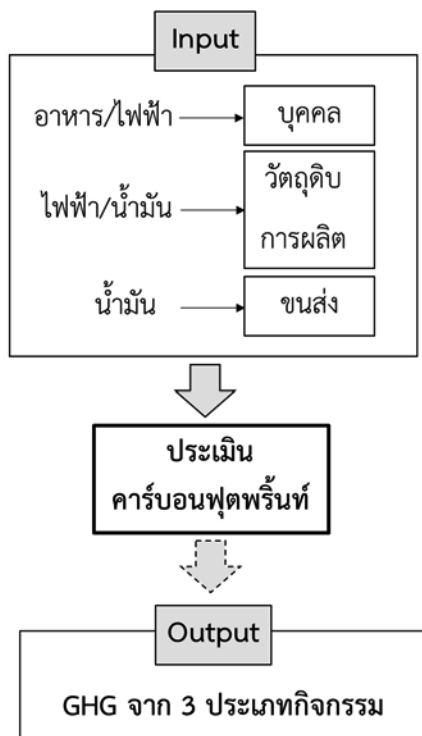 Input
อาหาร/ไฟฟ้า
บุคคล
ไฟฟ้า/น้ำมัน
วัตถุดิบ
การผลิต
น้ำมัน
ขนส่ง
ประเมิน
คาร์บอนฟุตพริ้นท์
Output
GHG จาก 3 ประเภทกิจกรรม